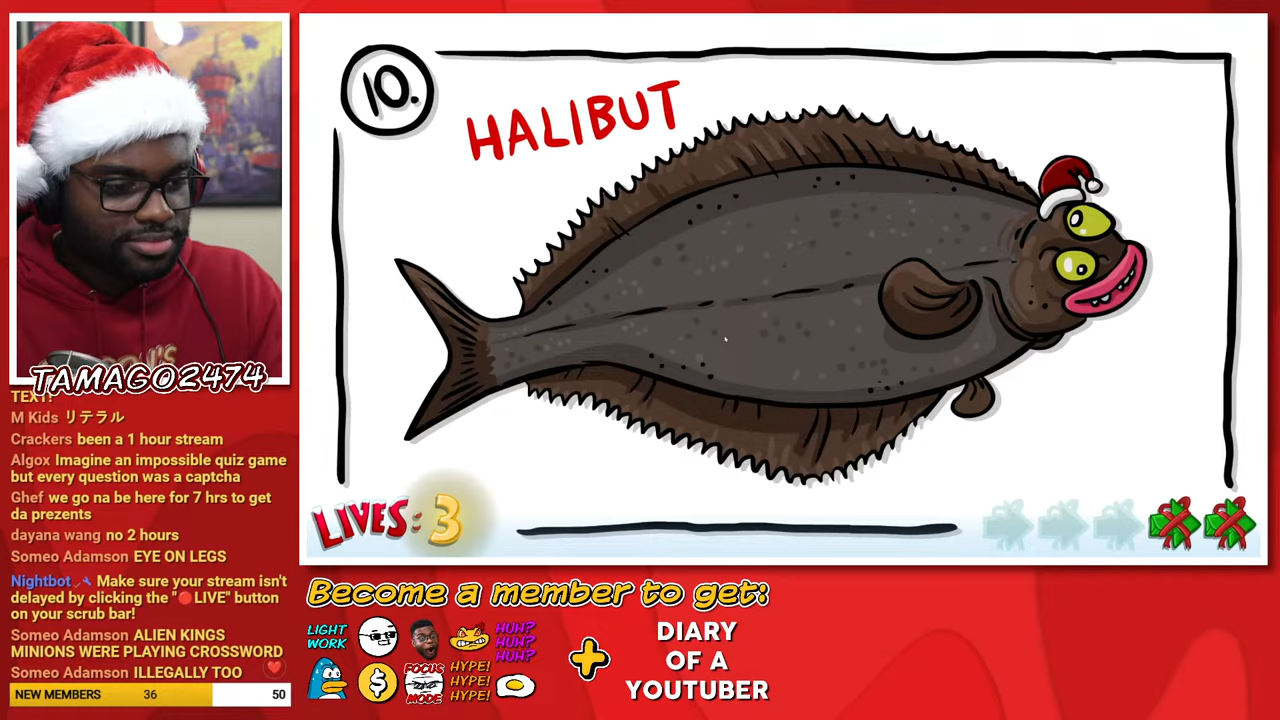 10.
HALIBUT
LIVES: 3
TAMAGO2474
TEXT!
M Kids リテラル
Crackers been a 1 hour stream
Algox Imagine an impossible quiz game
but every question was a captcha
Ghef we go na be here for 7 hrs to get
da prezents
dayana wang no 2 hours
Someo Adamson EYE ON LEGS
Nightbot Make sure your stream isn't
delayed by clicking the "🔴LIVE" button
on your scrub bar!
Someo Adamson ALIEN KINGS
MINIONS WERE PLAYING CROSSWORD
Someo Adamson ILLEGALLY TOO
NEW MEMBERS 36 50
Become a member to get:
LIGHT
WORK
HUH?
HUH?
HUH?
$
FOCUS
MODE
HYPE!
HYPE!
HYPE!
+
DIARY
OF A
YOUTUBER